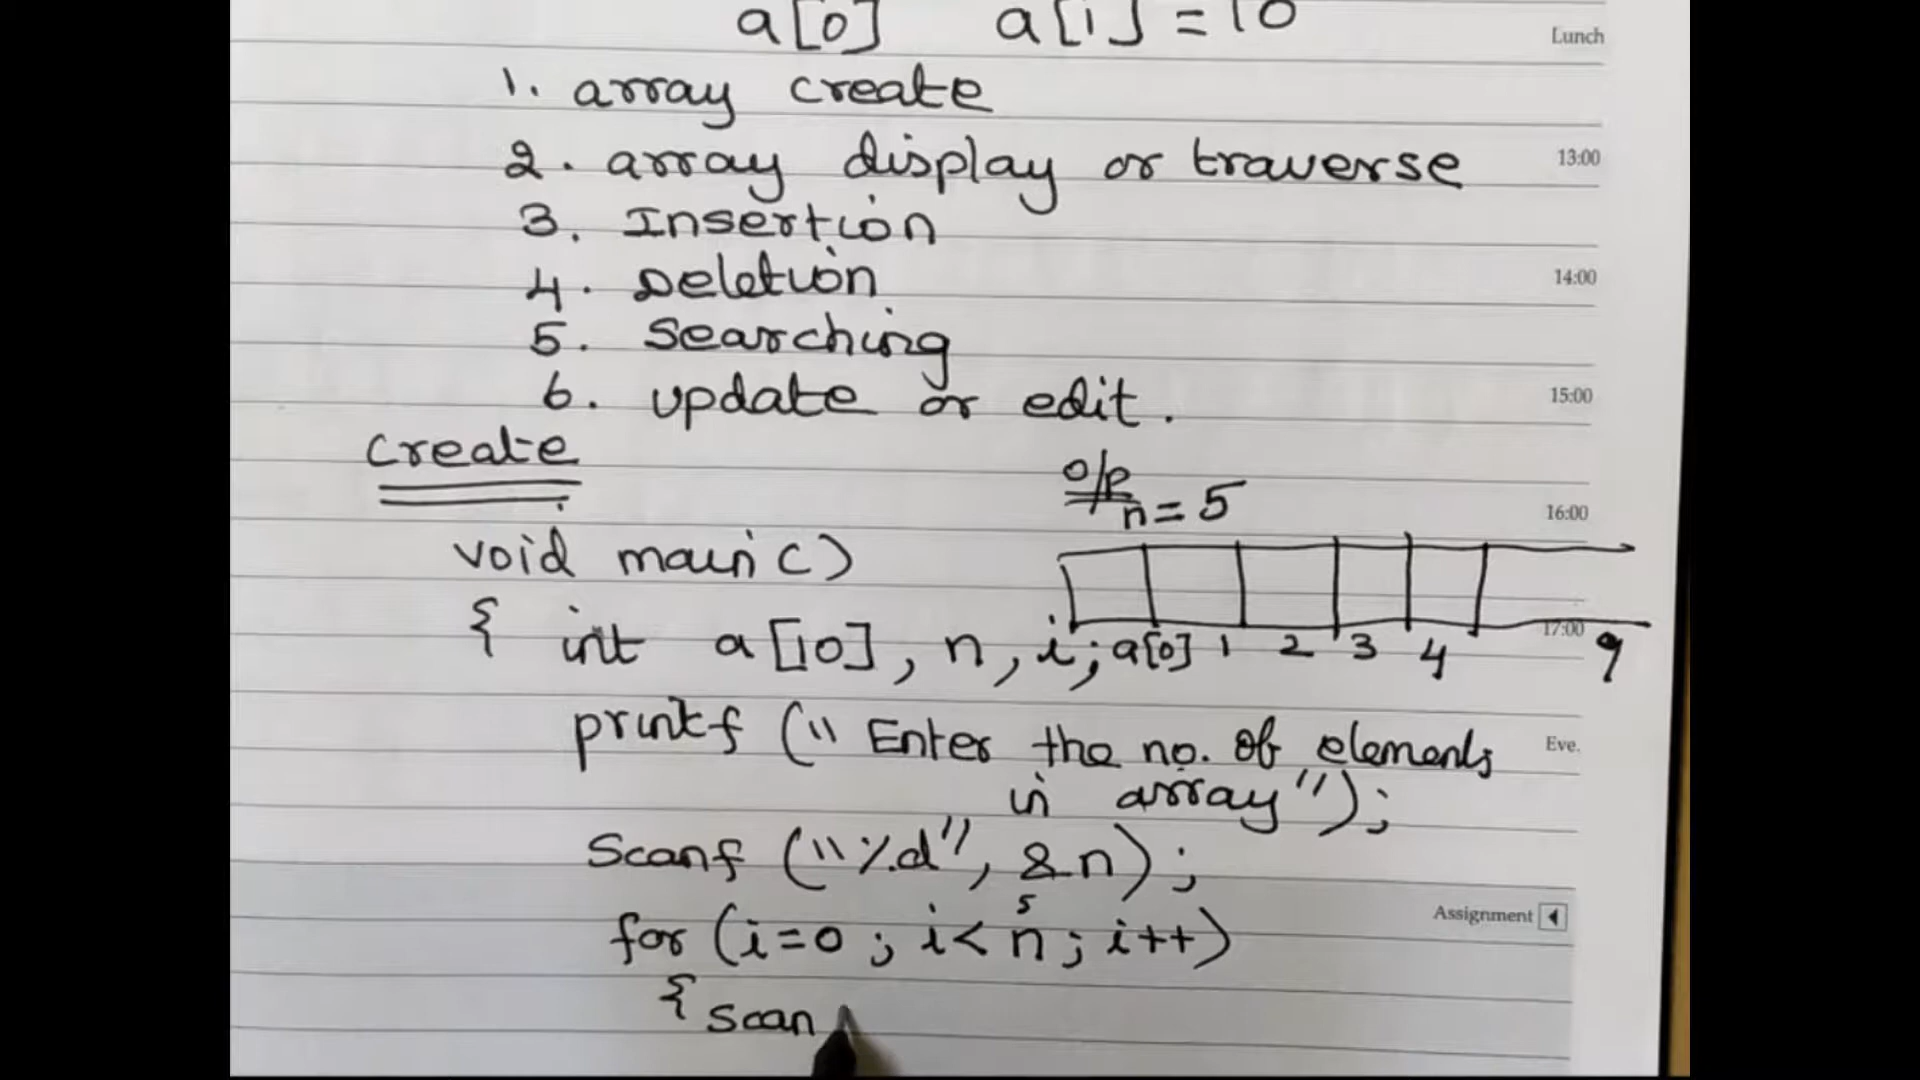 a[0] a[1] = 10
Lunch
1. array create
2. array display or traverse
13:00
3. Insertion
4. Deletion
14:00
5. Searching
6. update or edit.
15:00
create
o/p
n = 5
16:00
void main()
{ int a[10], n, i;
a[0] 1 2 3 4 9
17:00
printf (" Enter the no. of elements
Eve.
in array");
Scanf ("%d", &n);
5
for (i=0 ; i< n ; i++)
Assignment
{ scan